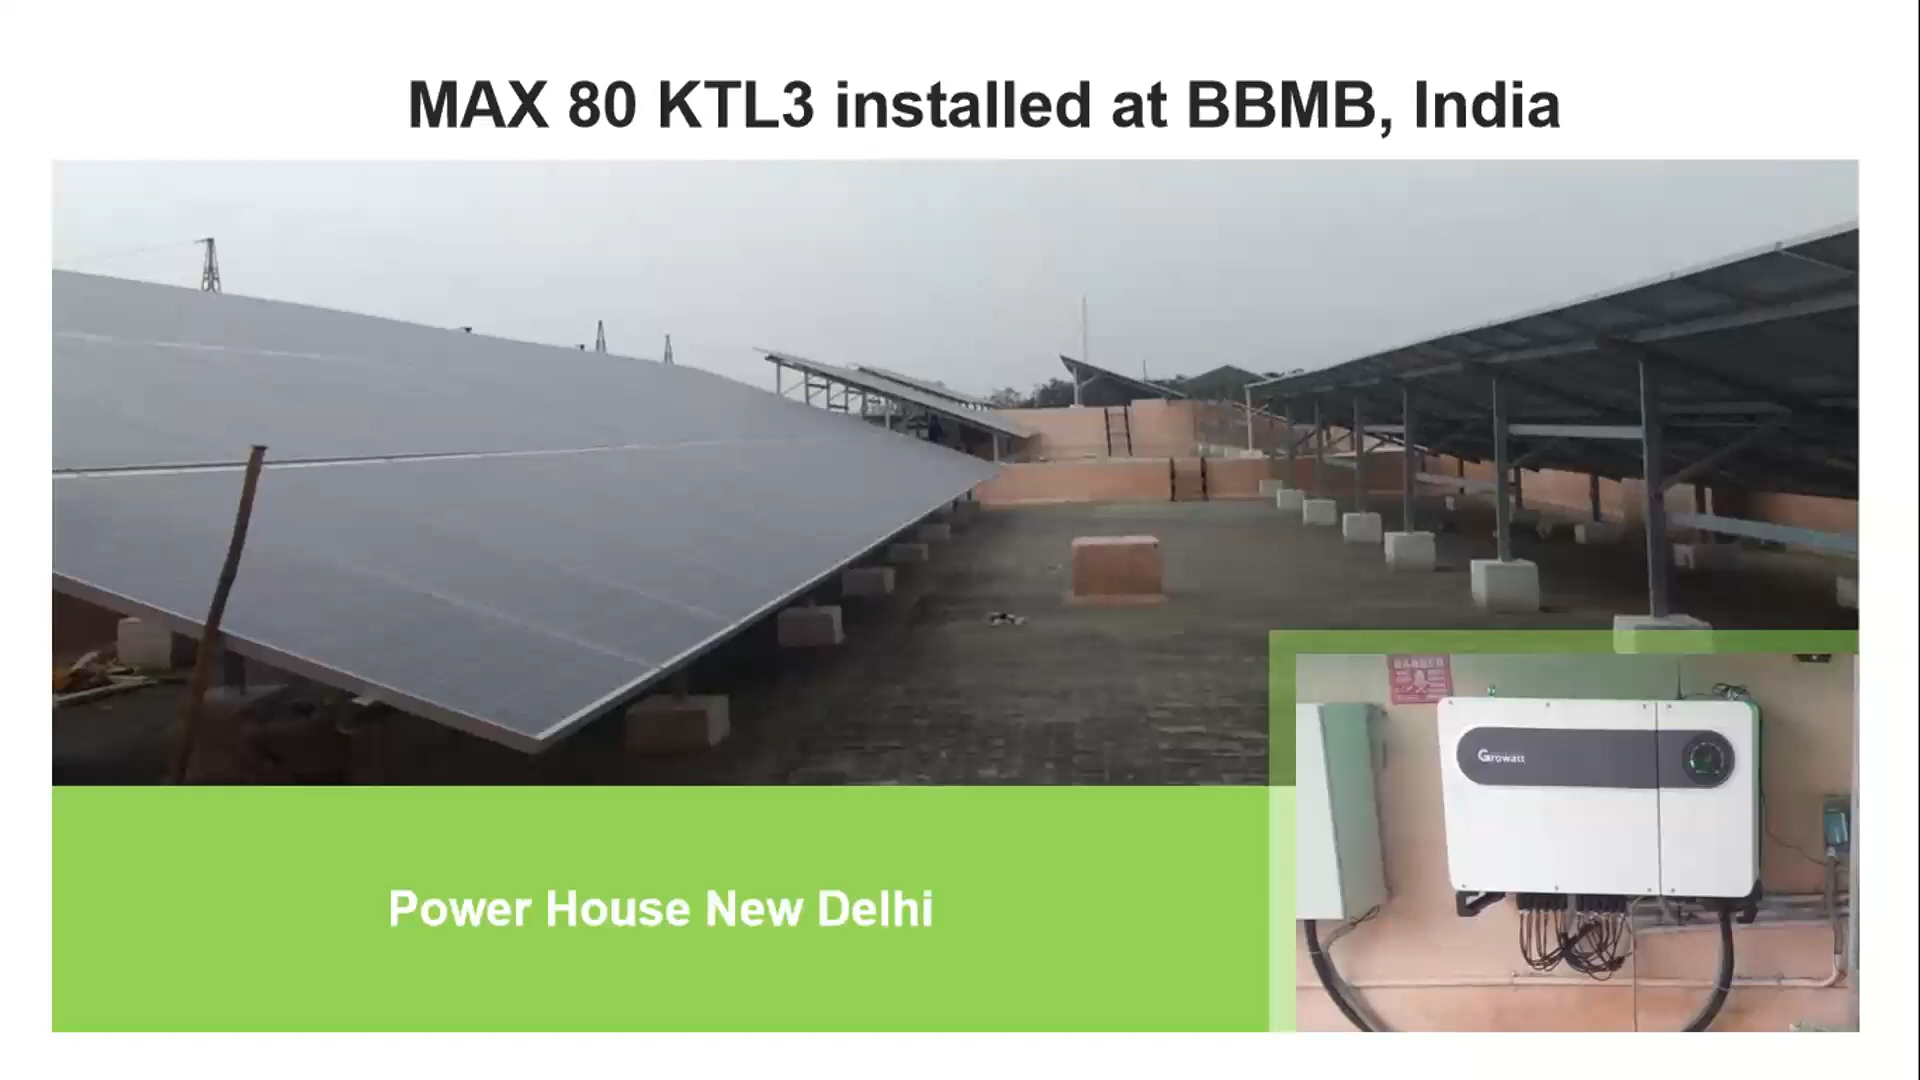 MAX 80 KTL3 installed at BBMB, India
DANGER
Growatt
Power House New Delhi